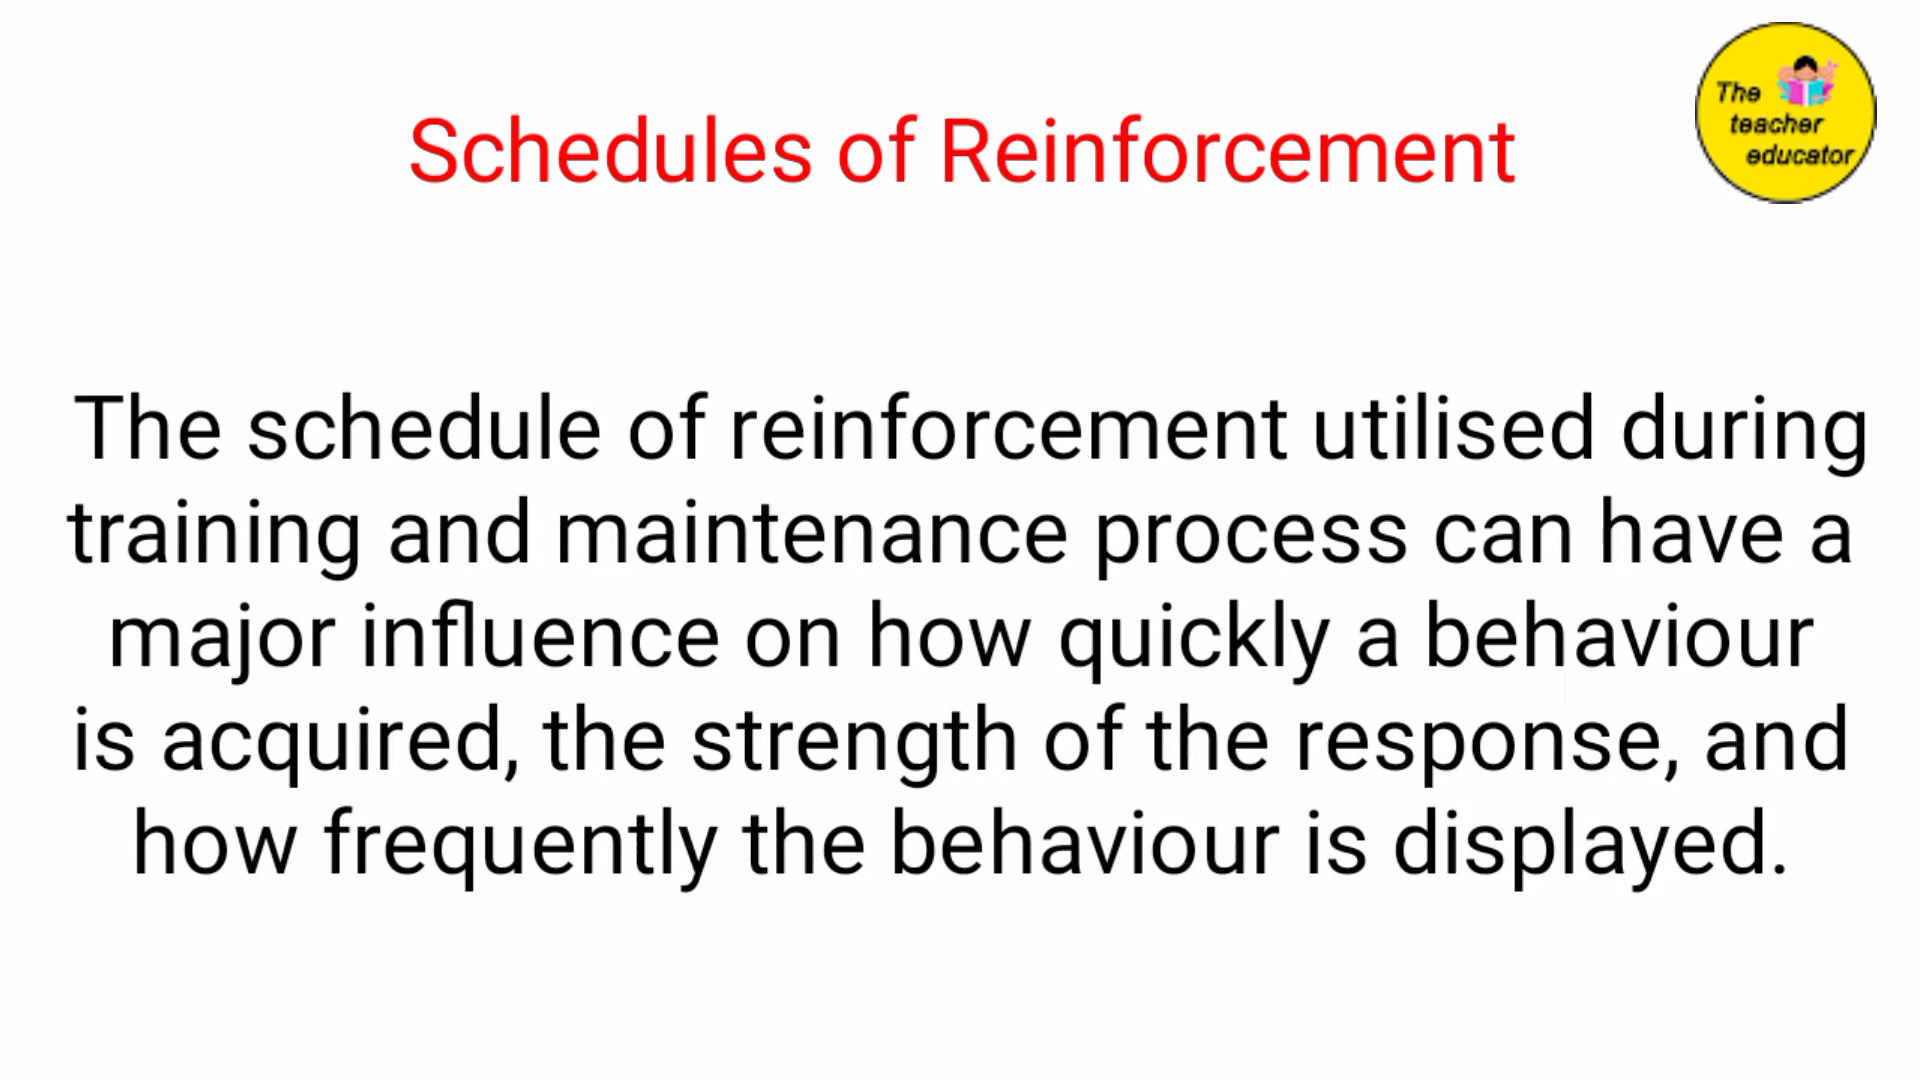 Schedules of Reinforcement
The
teacher
educator
The schedule of reinforcement utilised during
training and maintenance process can have a
major influence on how quickly a behaviour
is acquired, the strength of the response, and
how frequently the behaviour is displayed.